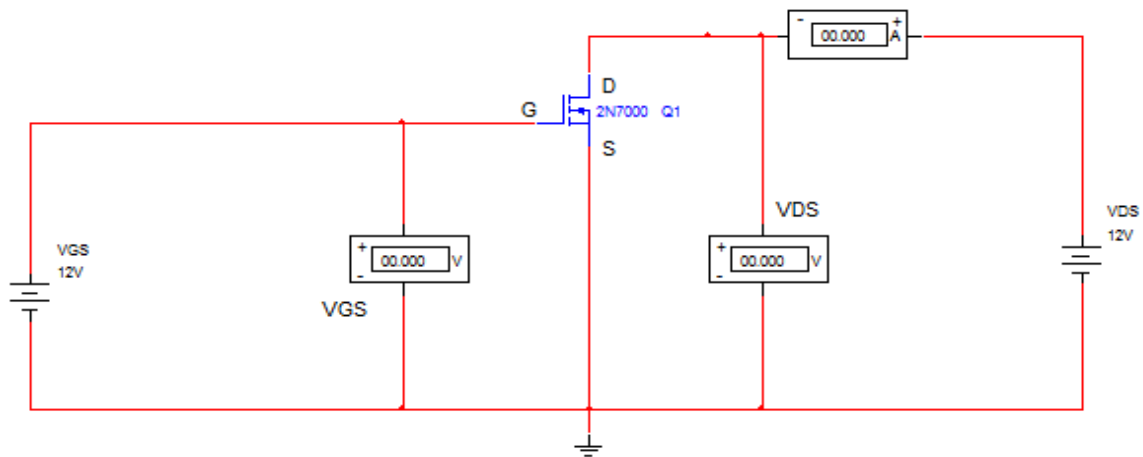 - +
00.000 A
D
G
2N7000 Q1
S
VDS
VGS
12V
+
00.000 V
-
VGS
+
00.000 V
-
VDS
12V